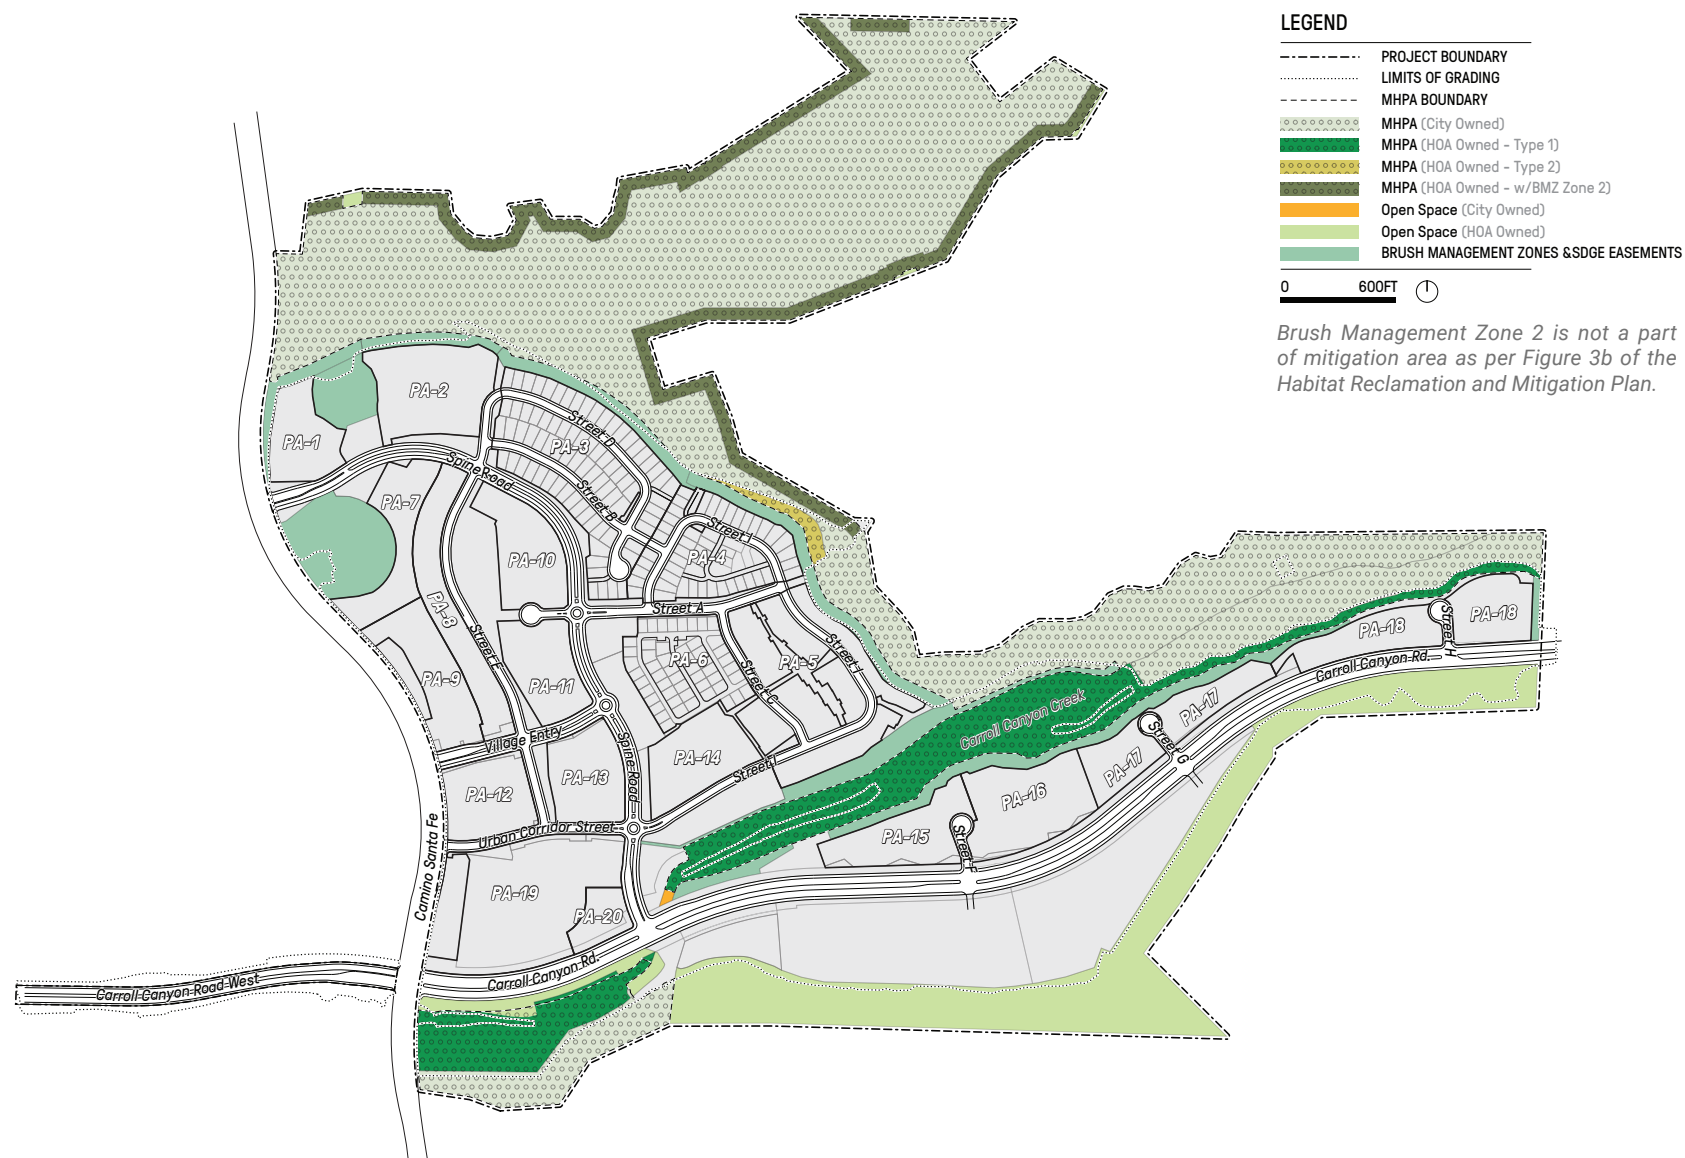 LEGEND
PROJECT BOUNDARY
LIMITS OF GRADING
MHPA BOUNDARY
MHPA (City Owned)
MHPA (HOA Owned - Type 1)
MHPA (HOA Owned - Type 2)
MHPA (HOA Owned - w/BMZ Zone 2)
Open Space (City Owned)
Open Space (HOA Owned)
BRUSH MANAGEMENT ZONES &SDGE EASEMENTS
0 600FT
Brush Management Zone 2 is not a part
of mitigation area as per Figure 3b of the
Habitat Reclamation and Mitigation Plan.
PA-2
PA-1
PA-3
Street D
Spine Road
Street B
PA-7
Street I
PA-4
PA-10
Street A
PA-8
Street E
PA-6
PA-5
Street J
Street C
PA-9
PA-11
Village Entry
Spine Road
PA-14
Street I
PA-13
PA-12
Urban Corridor Street
Camino Santa Fe
PA-19
PA-20
Carroll Canyon Rd.
Carroll Canyon Road West
Carroll Canyon Creek
PA-15
Street F
PA-16
PA-17
Street G
PA-17
PA-18
Street H
PA-18
Carroll Canyon Rd.